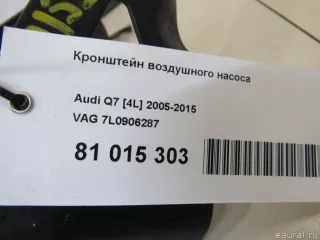 Кронштейн воздушного насоса
Audi Q7 [4L] 2005-2015
VAG 7L0906287
81 015 303
eaural.ru